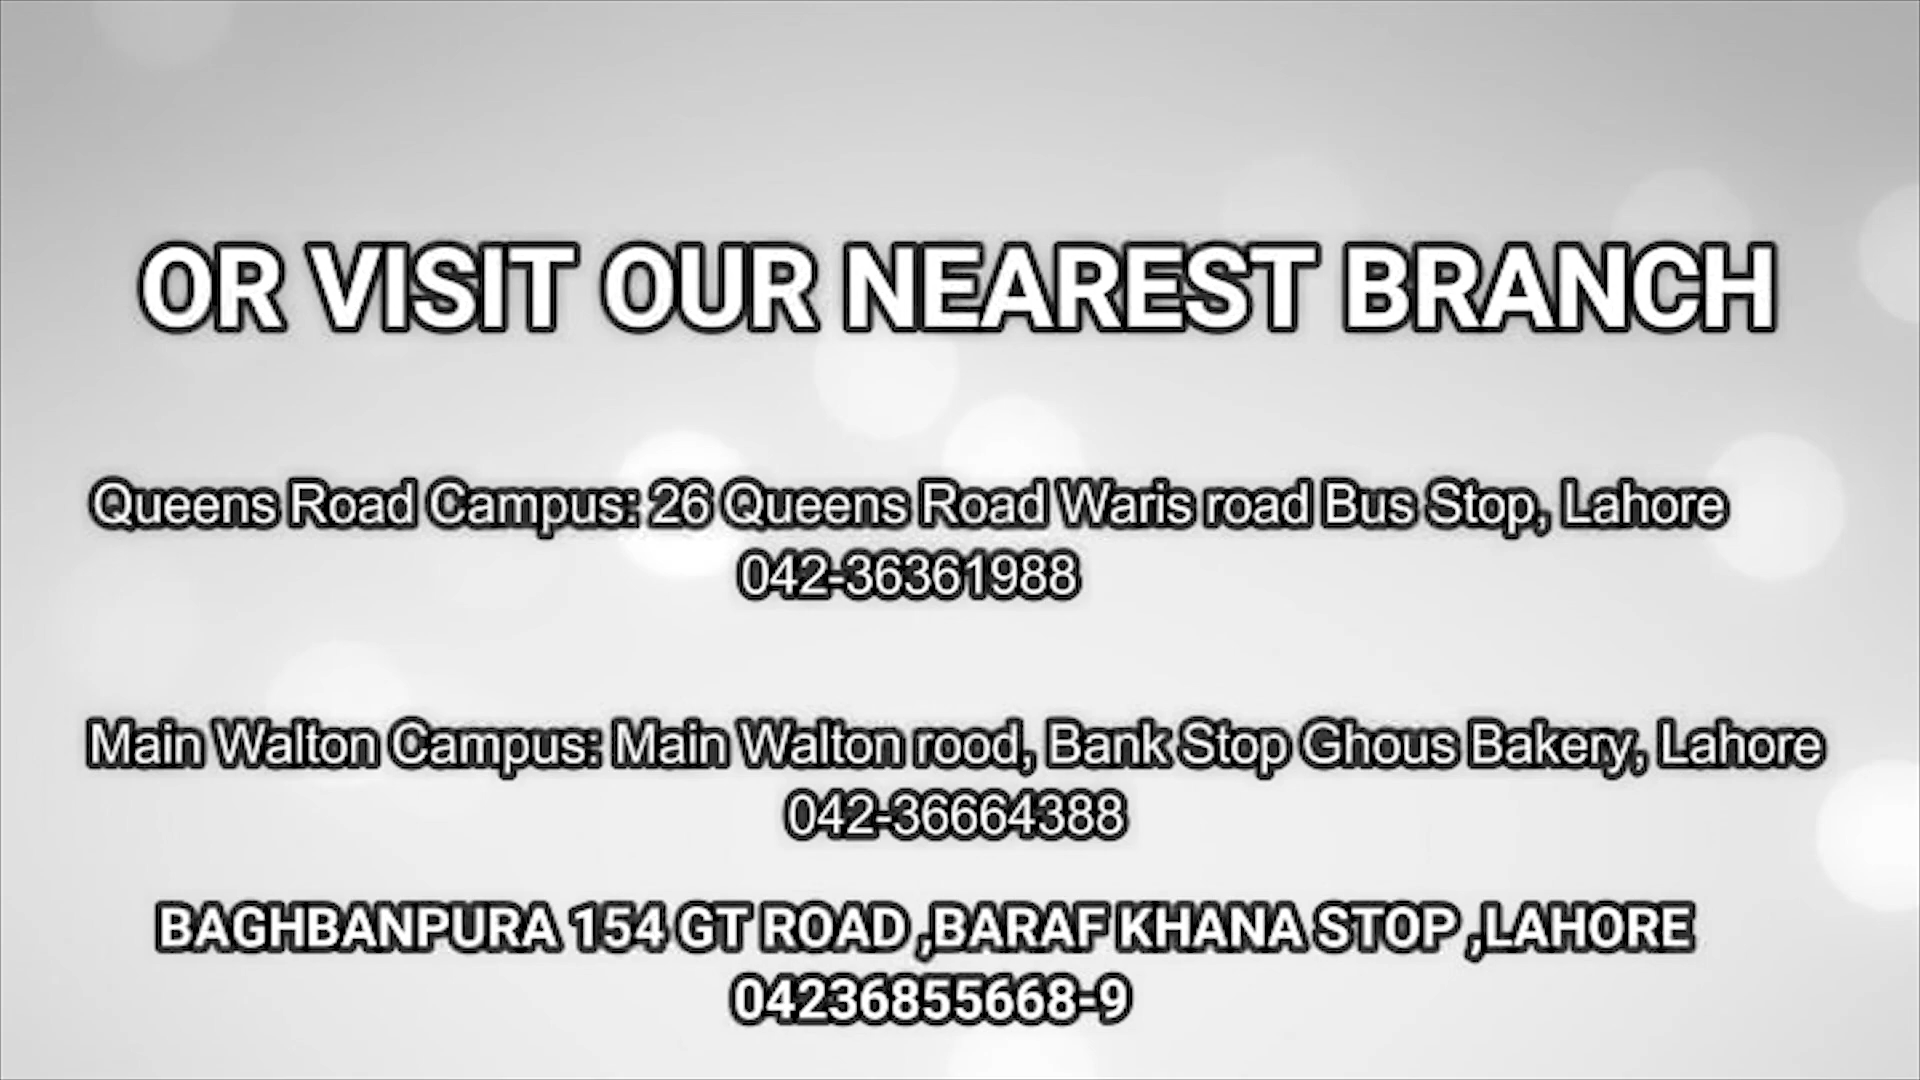 OR VISIT OUR NEAREST BRANCH
Queens Road Campus: 26 Queens Road Waris road Bus Stop, Lahore
042-36361988
Main Walton Campus: Main Walton rood, Bank Stop Ghous Bakery, Lahore
042-36664388
BAGHBANPURA 154 GT ROAD ,BARAF KHANA STOP ,LAHORE
04236855668-9